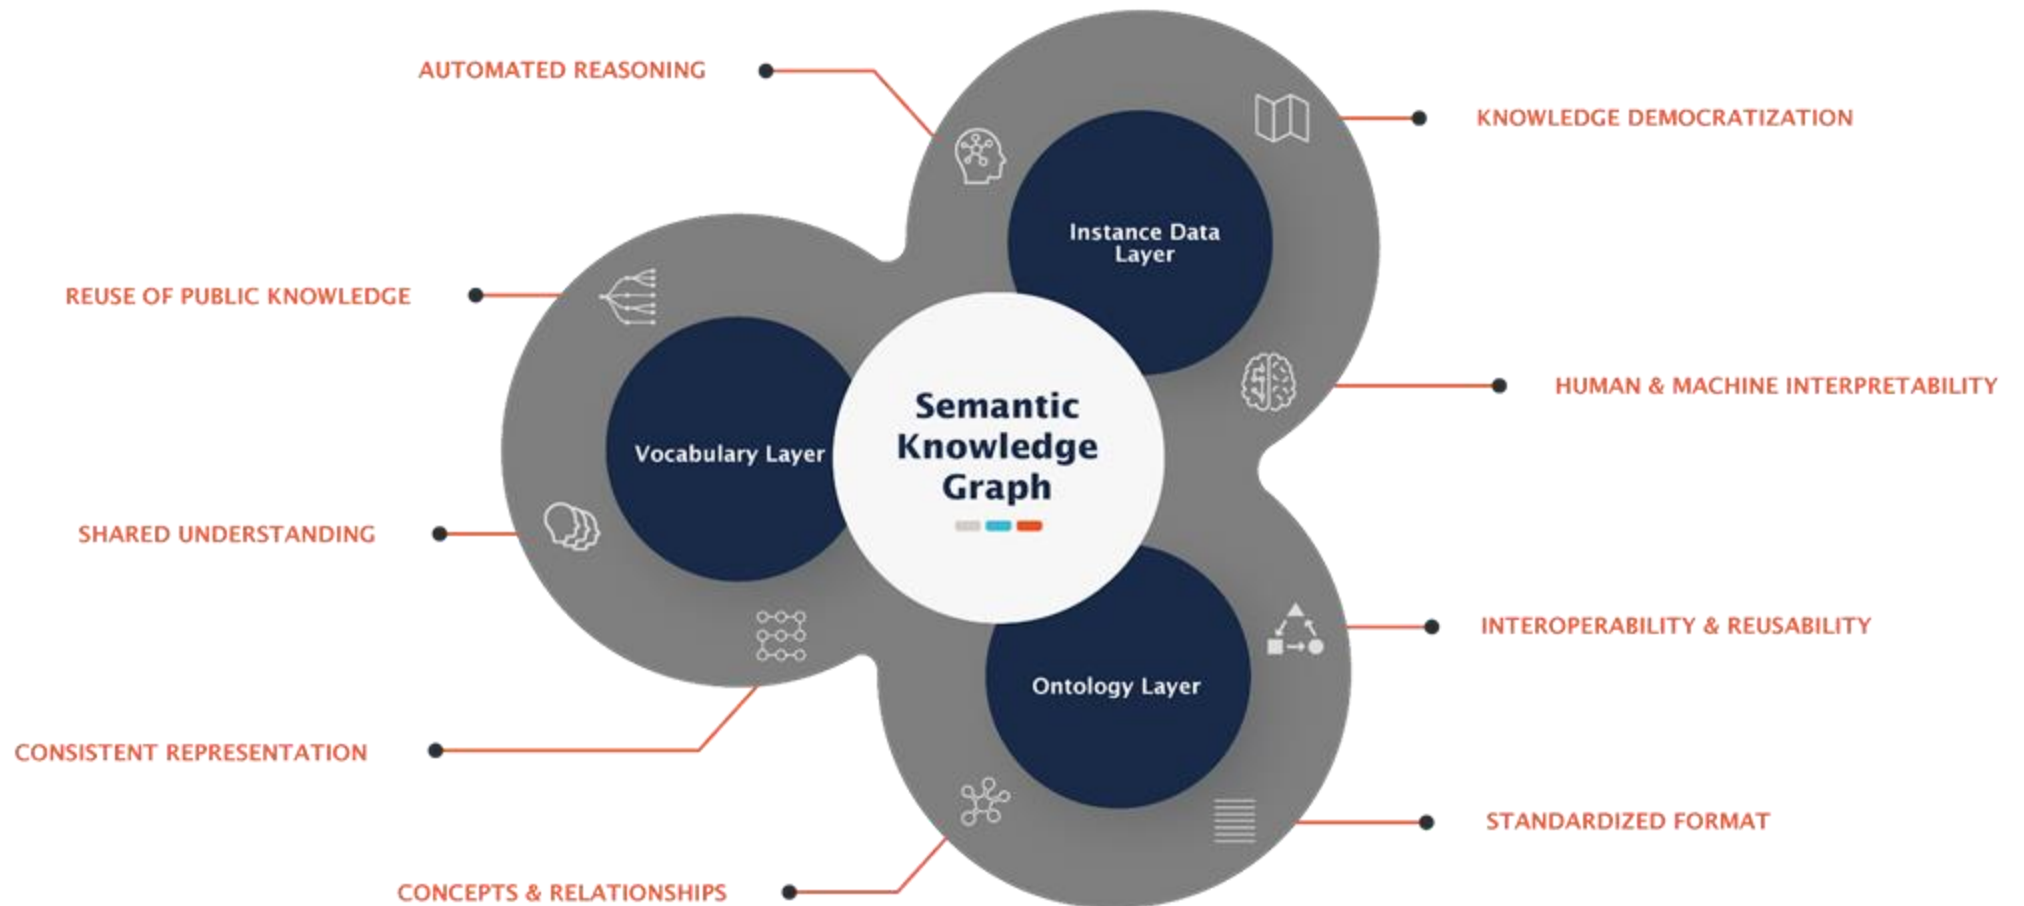 AUTOMATED REASONING
KNOWLEDGE DEMOCRATIZATION
Instance Data
Layer
REUSE OF PUBLIC KNOWLEDGE
HUMAN & MACHINE INTERPRETABILITY
Semantic
Knowledge
Graph
Vocabulary Layer
SHARED UNDERSTANDING
INTEROPERABILITY & REUSABILITY
Ontology Layer
CONSISTENT REPRESENTATION
STANDARDIZED FORMAT
CONCEPTS & RELATIONSHIPS